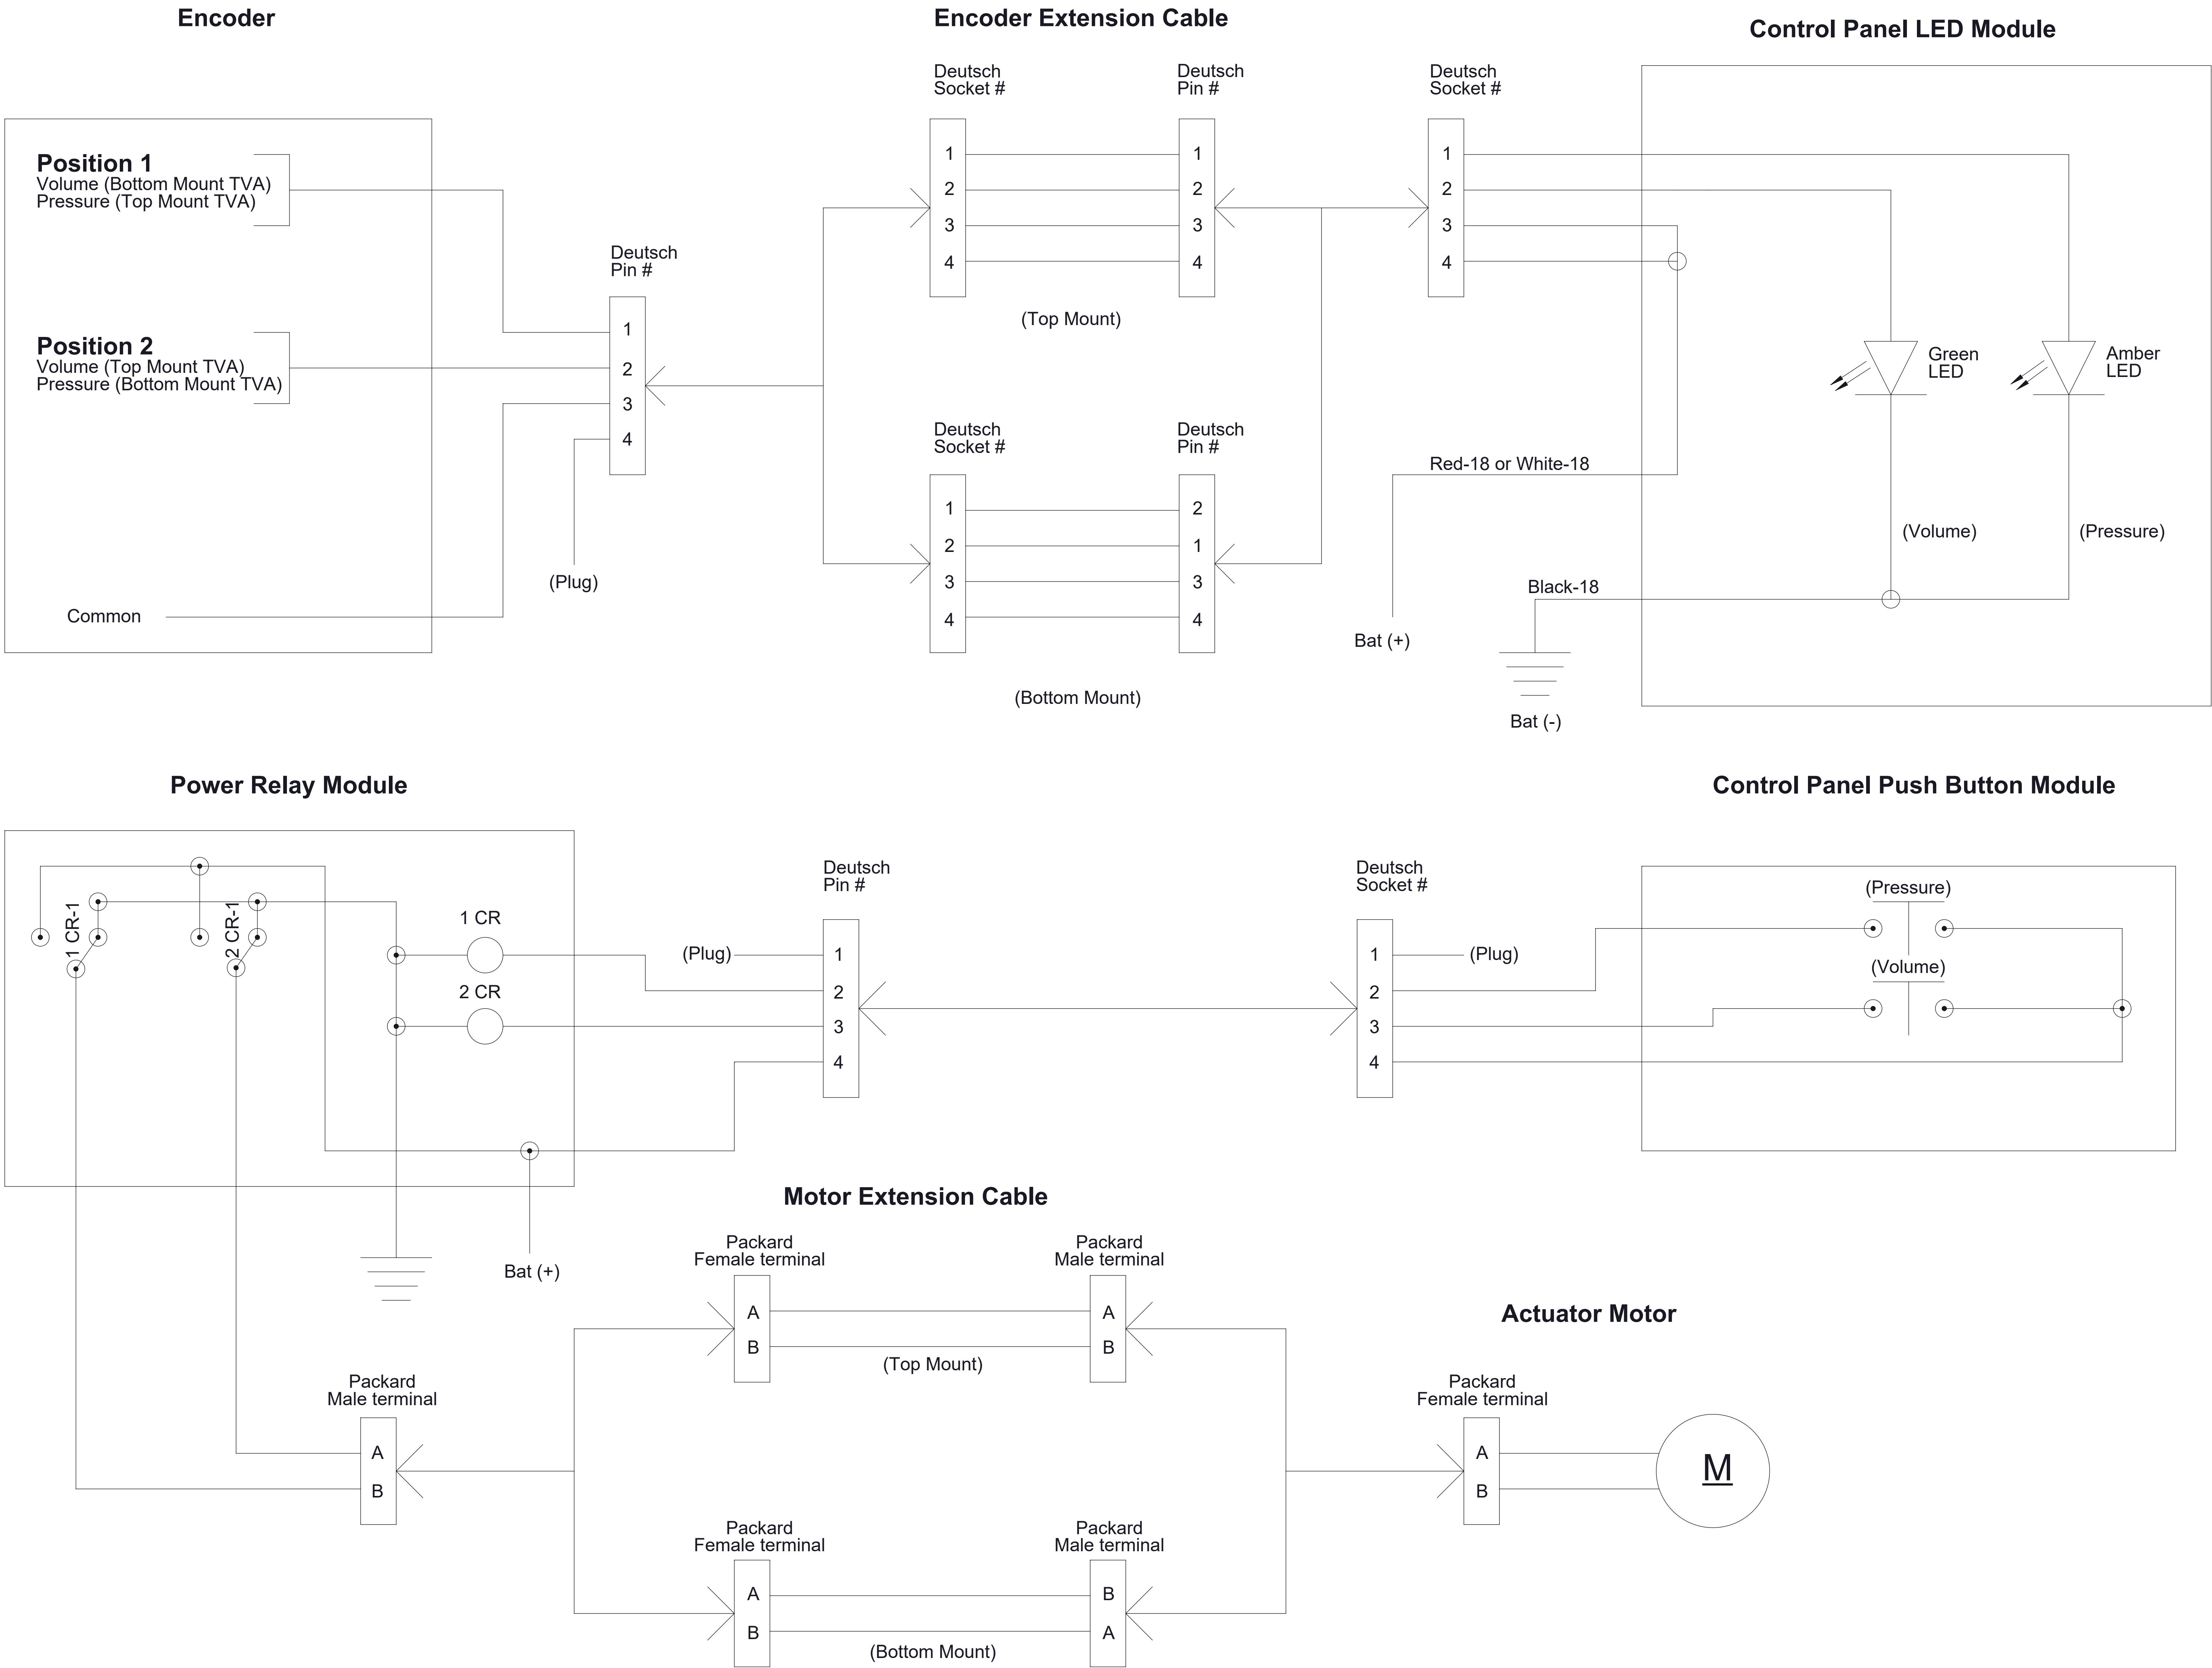 Encoder
Encoder Extension Cable
Control Panel LED Module
Deutsch
Socket #
Deutsch
Pin #
Deutsch
Socket #
Position 1
Volume (Bottom Mount TVA)
Pressure (Top Mount TVA)
1
2
3
4
1
2
3
4
1
2
3
4
(Top Mount)
Deutsch
Pin #
Position 2
Volume (Top Mount TVA)
Pressure (Bottom Mount TVA)
1
2
3
4
Green
LED
Amber
LED
Deutsch
Socket #
Deutsch
Pin #
Red-18 or White-18
1
2
3
4
2
1
3
4
(Volume)
(Pressure)
(Plug)
Common
Black-18
Bat (+)
(Bottom Mount)
Bat (-)
Power Relay Module
Control Panel Push Button Module
Deutsch
Pin #
Deutsch
Socket #
1 CR-1
2 CR-1
1 CR
2 CR
(Plug)
1
2
3
4
1
2
3
4
(Plug)
(Pressure)
(Volume)
Bat (+)
Motor Extension Cable
Packard
Female terminal
Packard
Male terminal
A
B
A
B
(Top Mount)
Actuator Motor
Packard
Male terminal
A
B
Packard
Female terminal
A
B
M
Packard
Female terminal
Packard
Male terminal
A
B
B
A
(Bottom Mount)